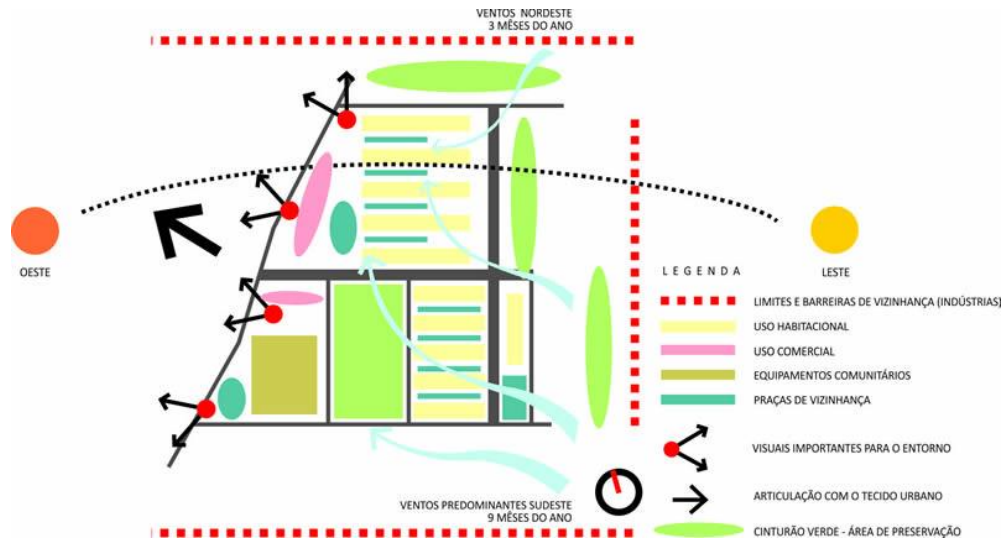 VENTOS NORDESTE
3 MÊSES DO ANO
OESTE
LESTE
L E G E N D A
LIMITES E BARREIRAS DE VIZINHANÇA (INDÚSTRIAS)
USO HABITACIONAL
USO COMERCIAL
EQUIPAMENTOS COMUNITÁRIOS
PRAÇAS DE VIZINHANÇA
VISUAIS IMPORTANTES PARA O ENTORNO
ARTICULAÇÃO COM O TECIDO URBANO
CINTURÃO VERDE - ÁREA DE PRESERVAÇÃO
VENTOS PREDOMINANTES SUDESTE
9 MÊSES DO ANO